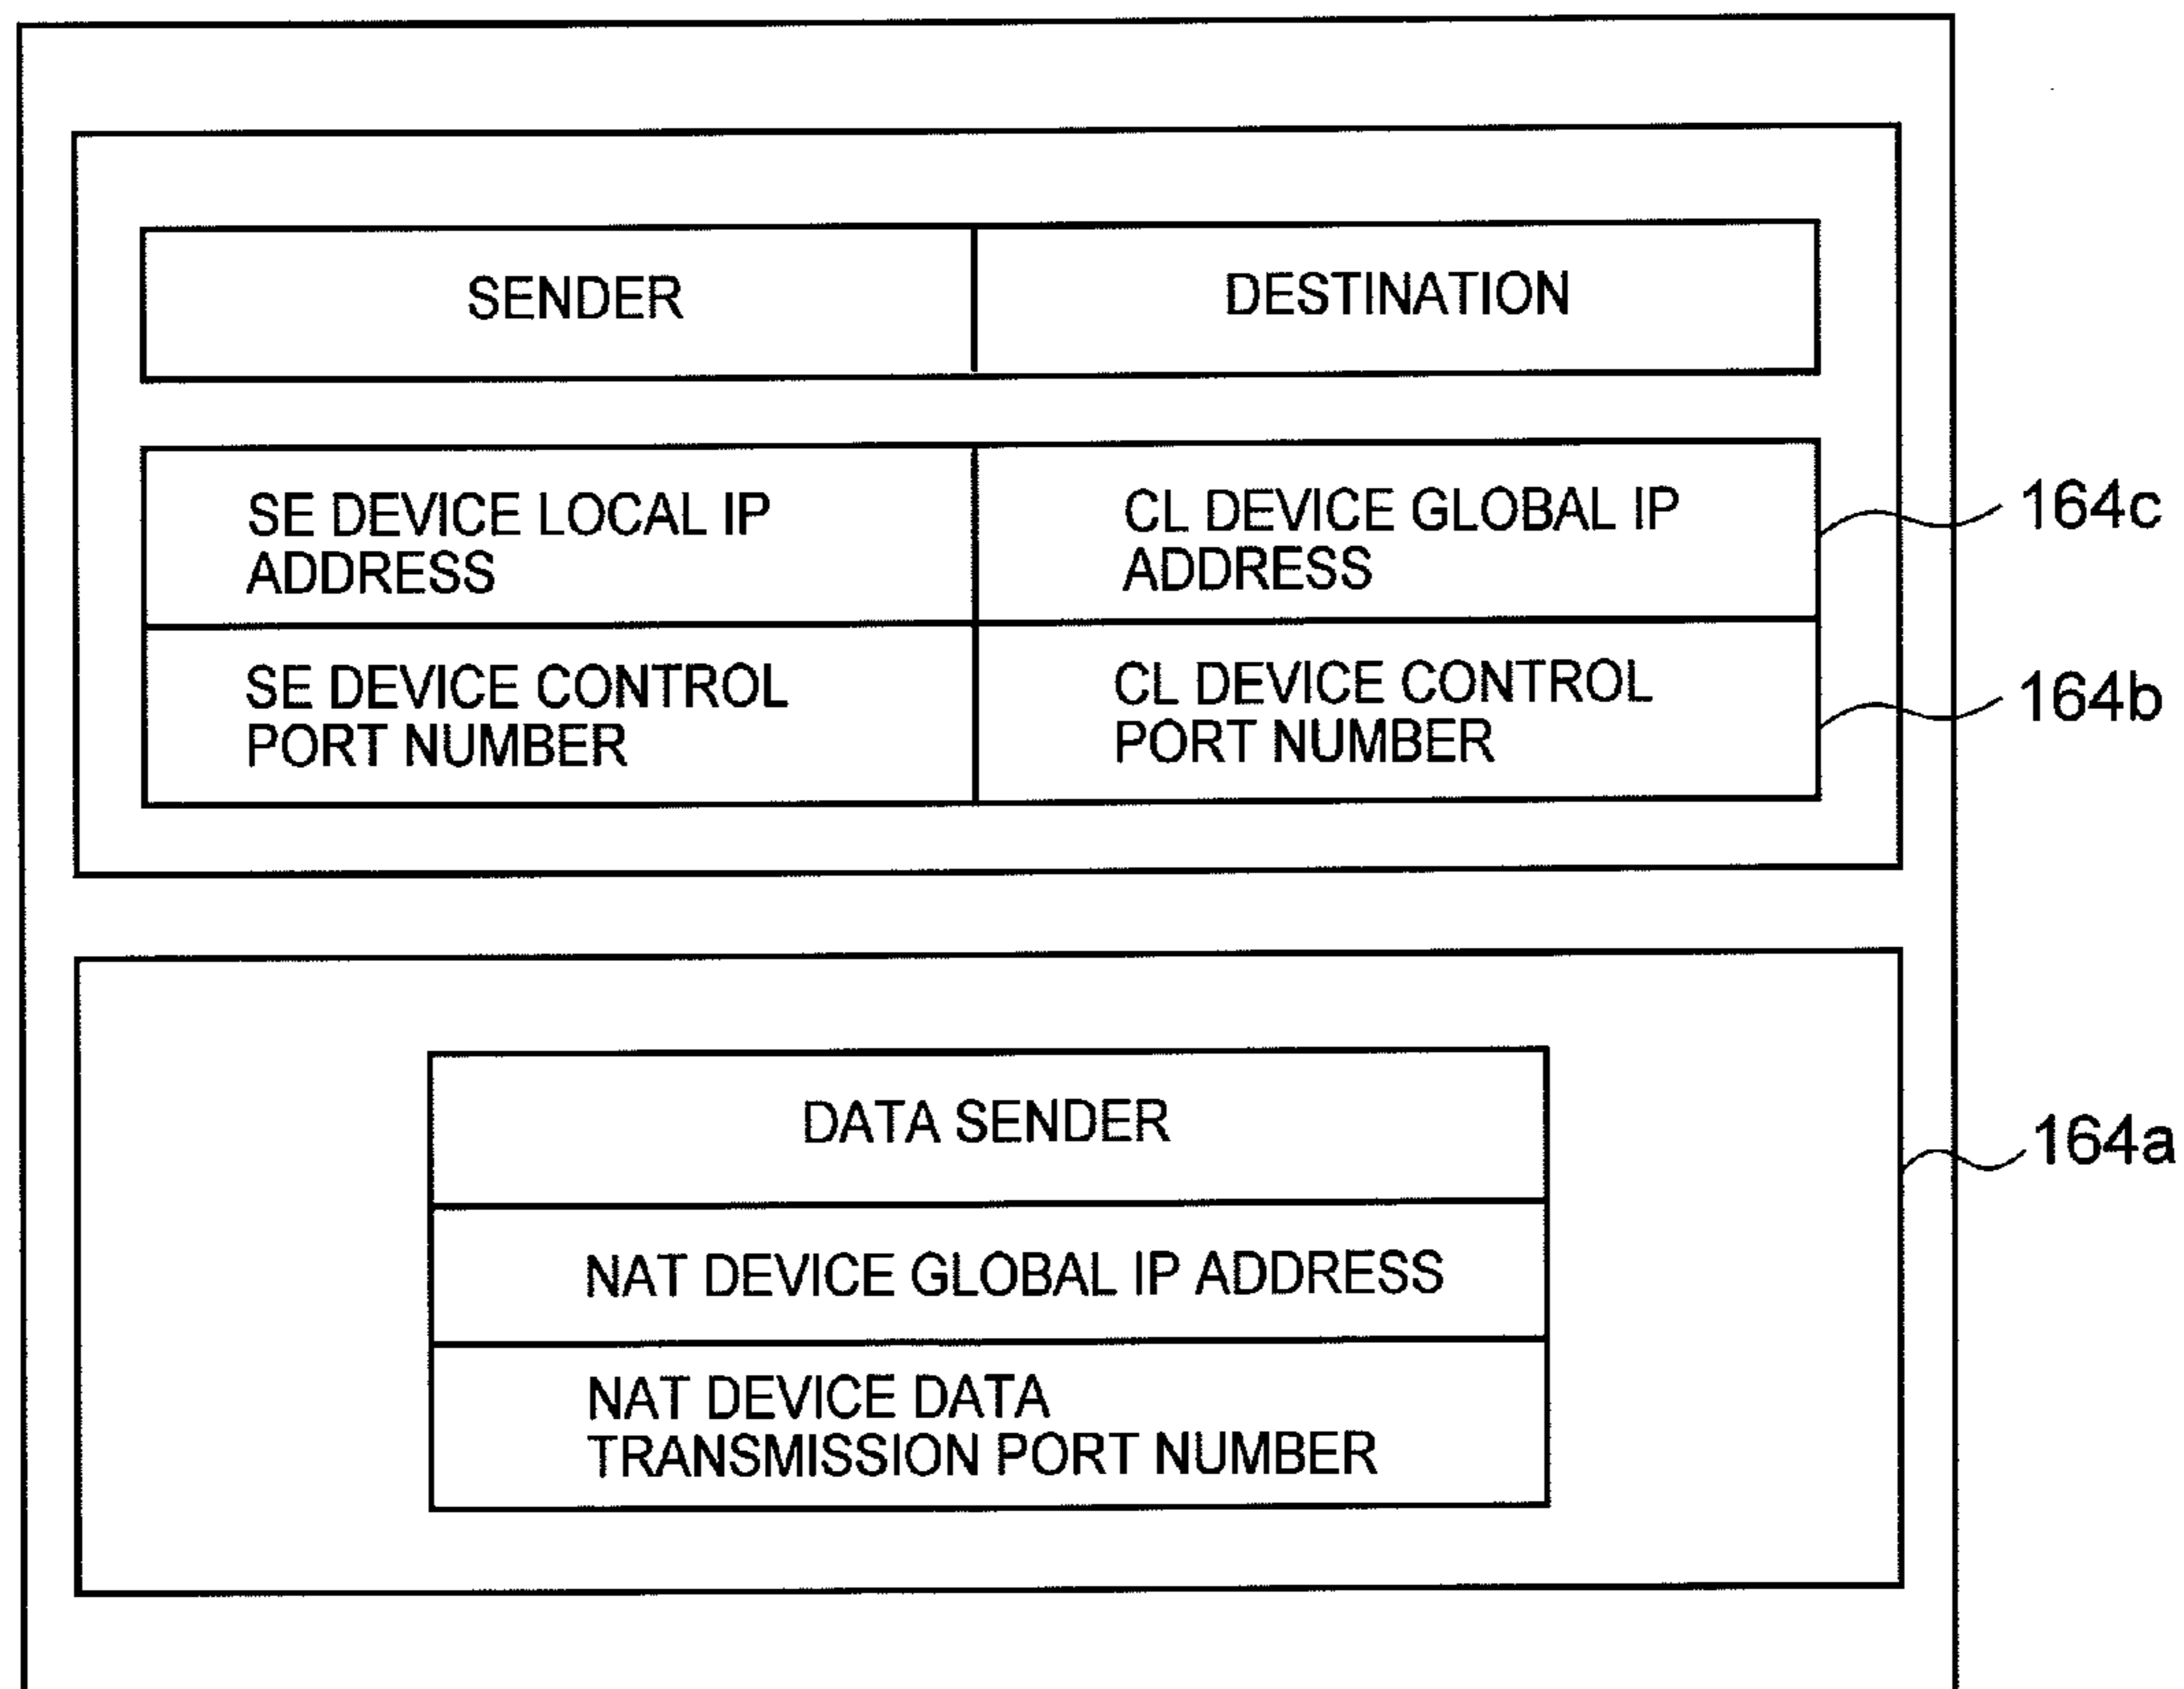 SENDER
DESTINATION
SE DEVICE LOCAL IP
ADDRESS
CL DEVICE GLOBAL IP
ADDRESS
164c
SE DEVICE CONTROL
PORT NUMBER
CL DEVICE CONTROL
PORT NUMBER
164b
DATA SENDER
164a
NAT DEVICE GLOBAL IP ADDRESS
NAT DEVICE DATA
TRANSMISSION PORT NUMBER